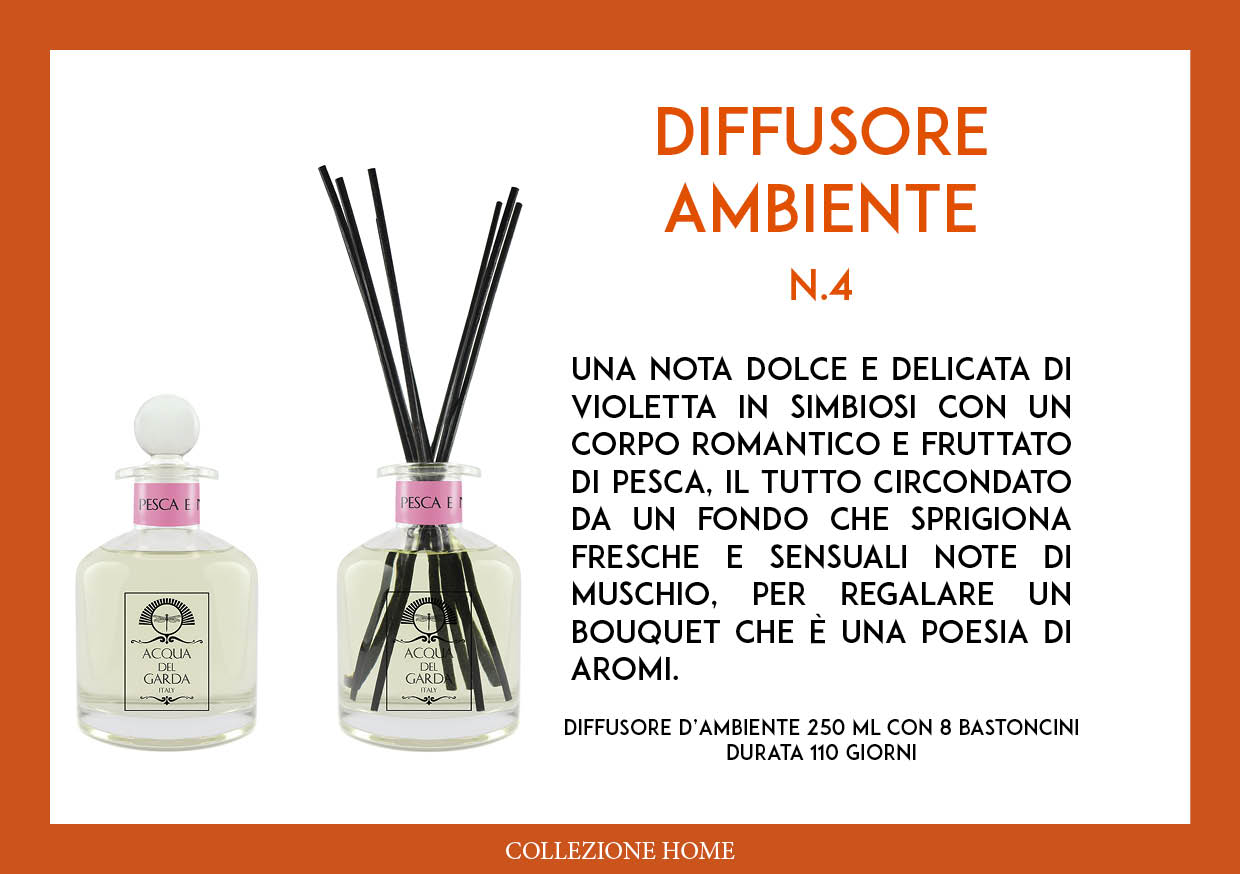 DIFFUSORE
AMBIENTE
N.4
UNA NOTA DOLCE E DELICATA DI
VIOLETTA IN SIMBIOSI CON UN
CORPO ROMANTICO E FRUTTATO
DI PESCA, IL TUTTO CIRCONDATO
DA UN FONDO CHE SPRIGIONA
FRESCHE E SENSUALI NOTE DI
MUSCHIO, PER REGALARE UN
BOUQUET CHE È UNA POESIA DI
AROMI.
DIFFUSORE D'AMBIENTE 250 ML CON 8 BASTONCINI
DURATA 110 GIORNI
PESCA E
ACQUA
DEL
GARDA
ITALY
PESCA E
ACQUA
DEL
GARDA
ITALY
COLLEZIONE HOME